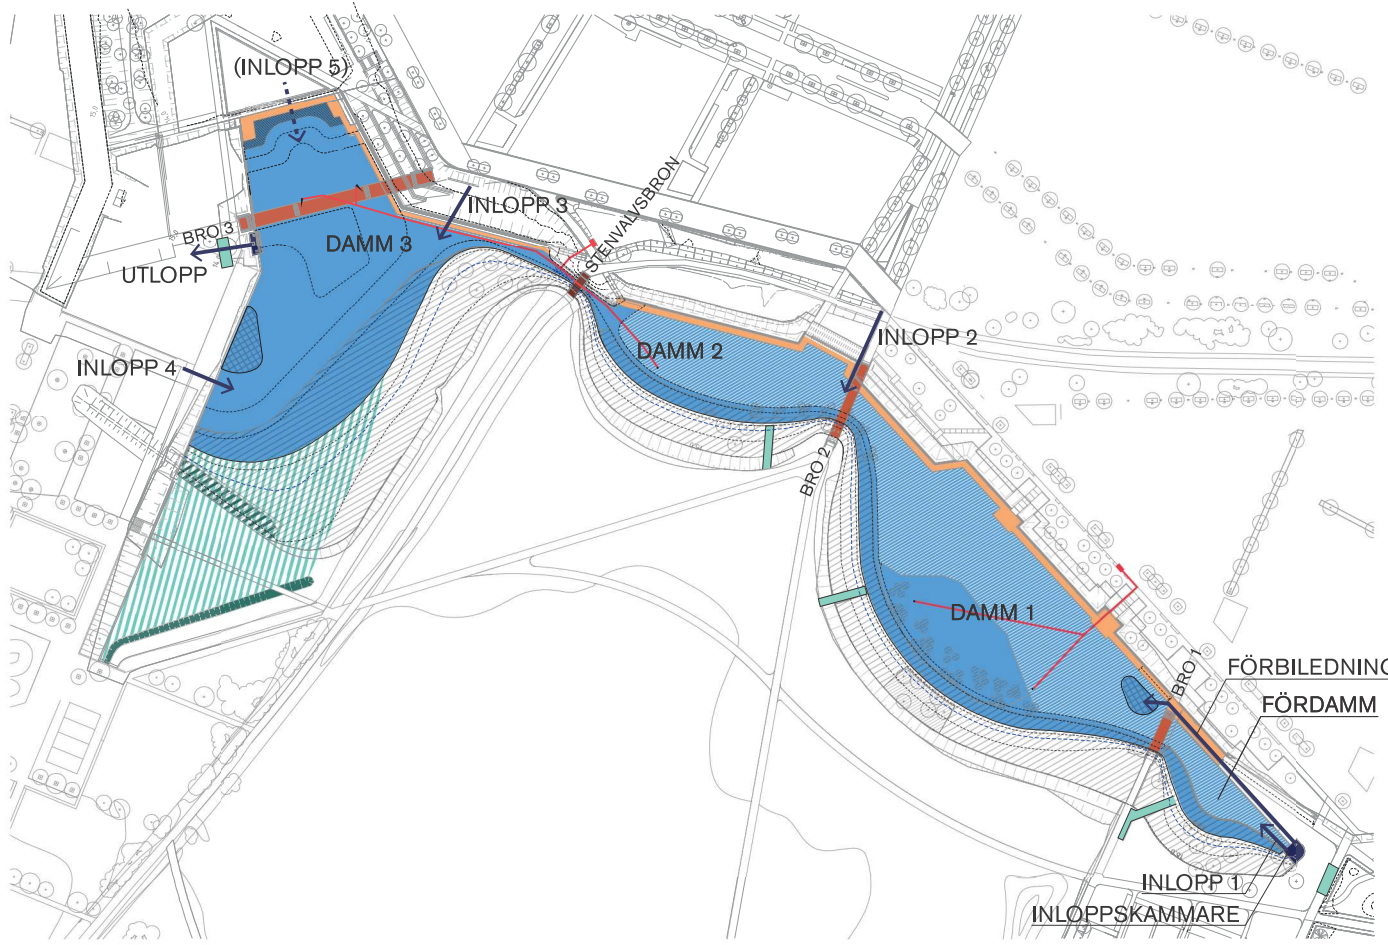 (INLOPP 5)
STENVALVSBRON
INLOPP 3
BRO 3
DAMM 3
UTLOPP
INLOPP 2
DAMM 2
INLOPP 4
BRO 2
DAMM 1
BRO 1
FÖRBILEDNING
FÖRDAMM
INLOPP 1
INLOPPSKAMMARE